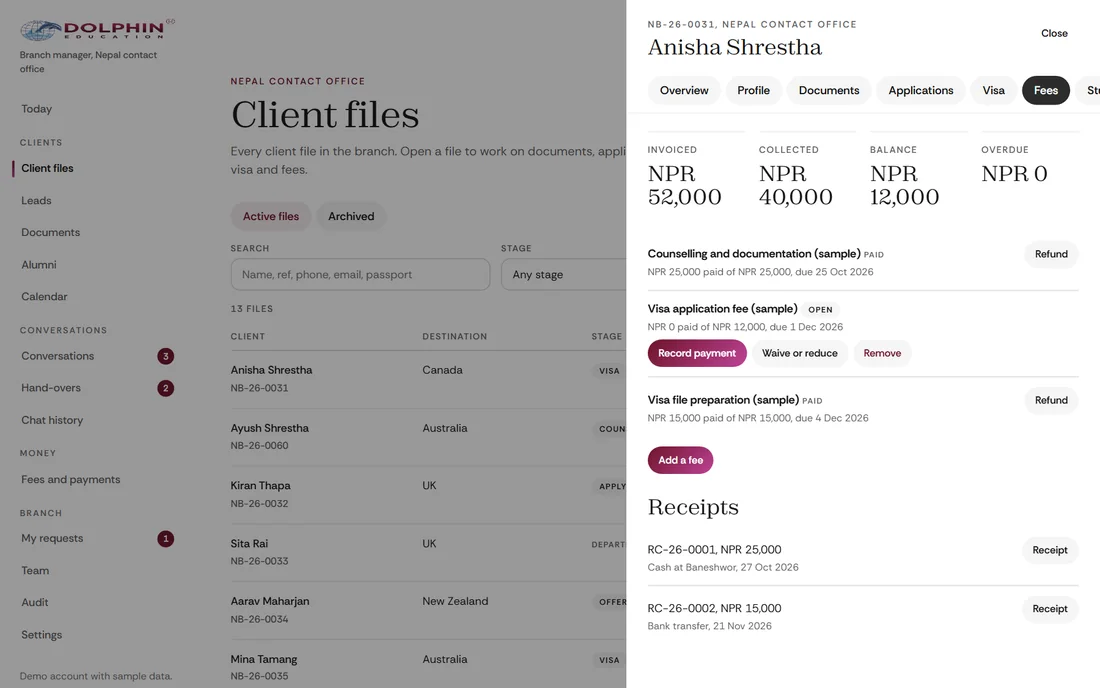 DOLPHIN
EDUCATION
Branch manager, Nepal contact
office
Today
CLIENTS
Client files
Leads
Documents
Alumni
Calendar
CONVERSATIONS
Conversations 3
Hand-overs 2
Chat history
MONEY
Fees and payments
BRANCH
My requests 1
Team
Audit
Settings
Demo account with sample data.
NEPAL CONTACT OFFICE
Client files
Every client file in the branch. Open a file to work on documents,
visa and fees.
Active files Archived
SEARCH STAGE
Name, ref, phone, email, passport Any stage
13 FILES
CLIENT DESTINATION STAGE
Anisha Shrestha Canada VISA
NB-26-0031
Ayush Shrestha Australia COUN
NB-26-0060
Kiran Thapa UK APPLY
NB-26-0032
Sita Rai UK DEPART
NB-26-0033
Aarav Maharjan New Zealand OFFER
NB-26-0034
Mina Tamang Australia VISA
NB-26-0035
NB-26-0031, NEPAL CONTACT OFFICE
Anisha Shrestha
Close
Overview Profile Documents Applications Visa Fees
INVOICED COLLECTED BALANCE OVERDUE
NPR 52,000 NPR 40,000 NPR 12,000 NPR 0
Counselling and documentation (sample) PAID
NPR 25,000 paid of NPR 25,000, due 25 Oct 2026
Refund
Visa application fee (sample) OPEN
NPR 0 paid of NPR 12,000, due 1 Dec 2026
Record payment Waive or reduce Remove
Visa file preparation (sample) PAID
NPR 15,000 paid of NPR 15,000, due 4 Dec 2026
Refund
Add a fee
Receipts
RC-26-0001, NPR 25,000
Cash at Baneshwor, 27 Oct 2026
Receipt
RC-26-0002, NPR 15,000
Bank transfer, 21 Nov 2026
Receipt